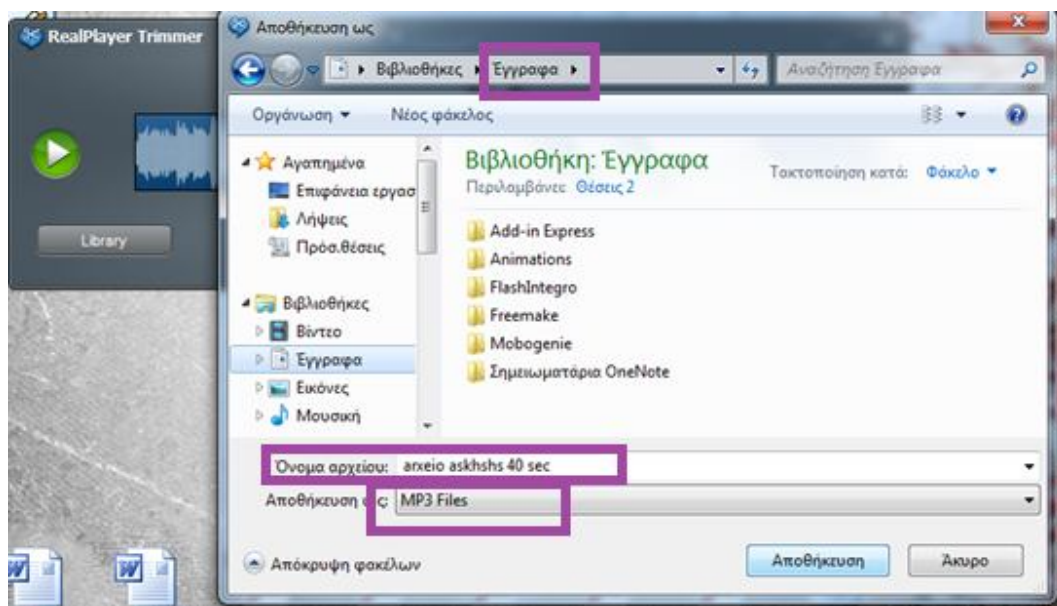 RealPlayer Trimmer
Library
Αποθήκευση ως
Βιβλιοθήκες Έγγραφα
Αναζήτηση Έγγραφα
Οργάνωση Νέος φάκελος
Αγαπημένα
Επιφάνεια εργασ
Λήψεις
Πρόσ.θέσεις
Βιβλιοθήκες
Βίντεο
Έγγραφα
Εικόνες
Μουσική
Βιβλιοθήκη: Έγγραφα
Περιλαμβάνει: Θέσεις 2
Τακτοποίηση κατά: Φάκελο
Add-in Express
Animations
FlashIntegro
Freemake
Mobogenie
Σημειωματάρια OneNote
Όνομα αρχείου: arxeio askhshs 40 sec
Αποθήκευση ως: MP3 Files
Απόκρυψη φακέλων
Αποθήκευση Άκυρο